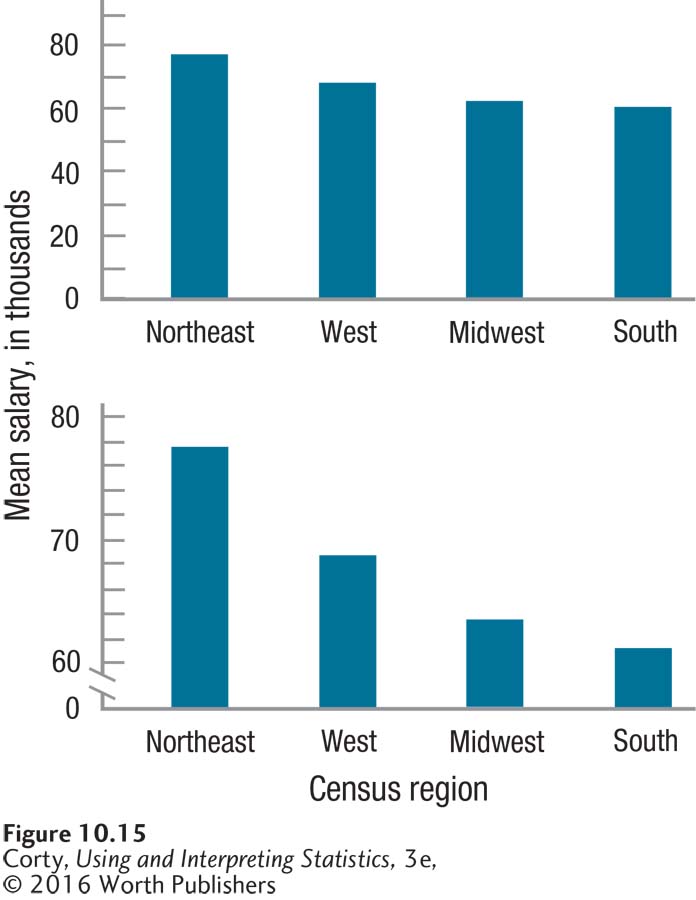 80
60
40
20
0
Northeast West Midwest South
Mean salary, in thousands
80
70
60
0
Northeast West Midwest South
Census region
Figure 10.15
Corty, Using and Interpreting Statistics, 3e,
© 2016 Worth Publishers